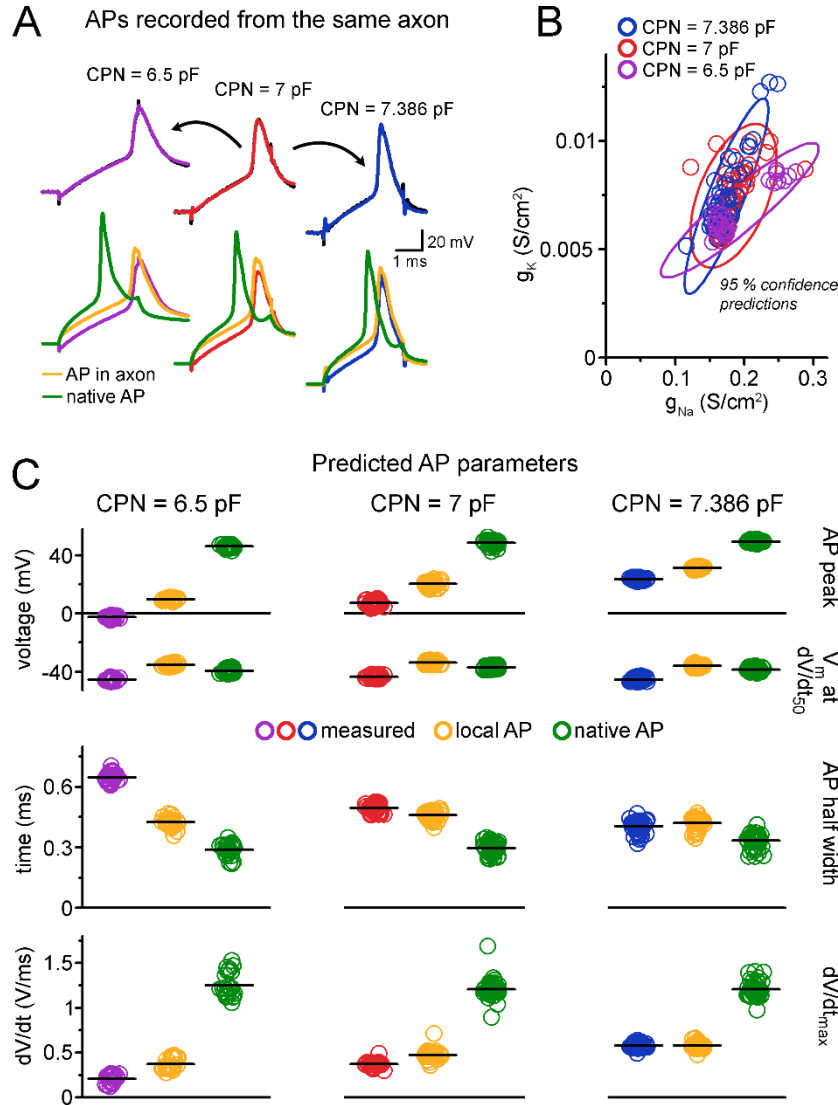 A
APs recorded from the same axon
CPN = 6.5 pF
CPN = 7 pF
CPN = 7.386 pF
20 mV
1 ms
AP in axon
native AP
B
CPN = 7.386 pF
CPN = 7 pF
CPN = 6.5 pF
0.01
0.005
0
0
0.1
0.2
0.3
g_K (S/cm²)
g_Na (S/cm²)
95 % confidence
predictions
C
Predicted AP parameters
CPN = 6.5 pF
CPN = 7 pF
CPN = 7.386 pF
voltage (mV)
40
0
-40
AP peak
V_m at
dV/dt_50
measured
local AP
native AP
time (ms)
0.6
0.3
0
AP half width
dV/dt (V/ms)
1.5
1
0.5
0
dV/dt_max